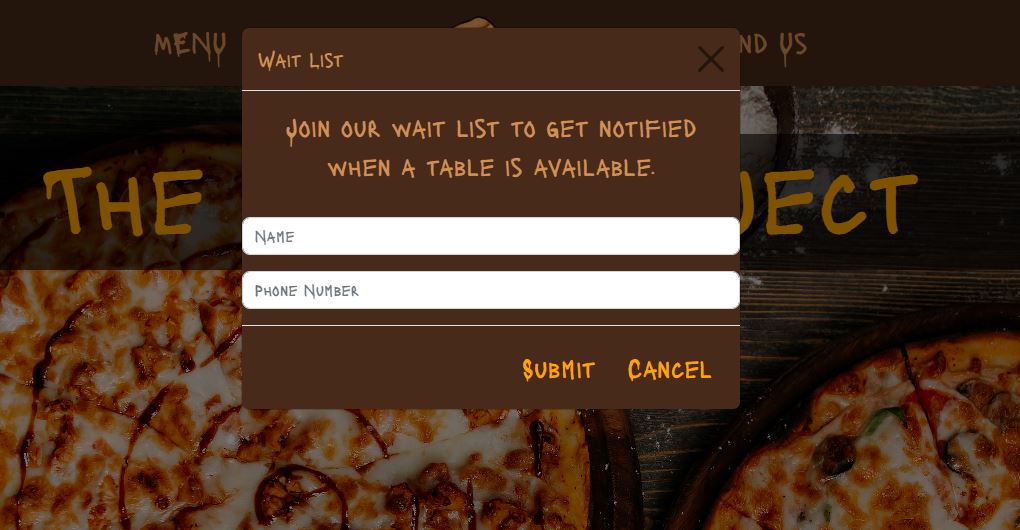 MENU
ND US
WAIT LIST
JOIN OUR WAIT LIST TO GET NOTIFIED
WHEN A TABLE IS AVAILABLE.
THE
JECT
NAME
PHONE NUMBER
SUBMIT CANCEL